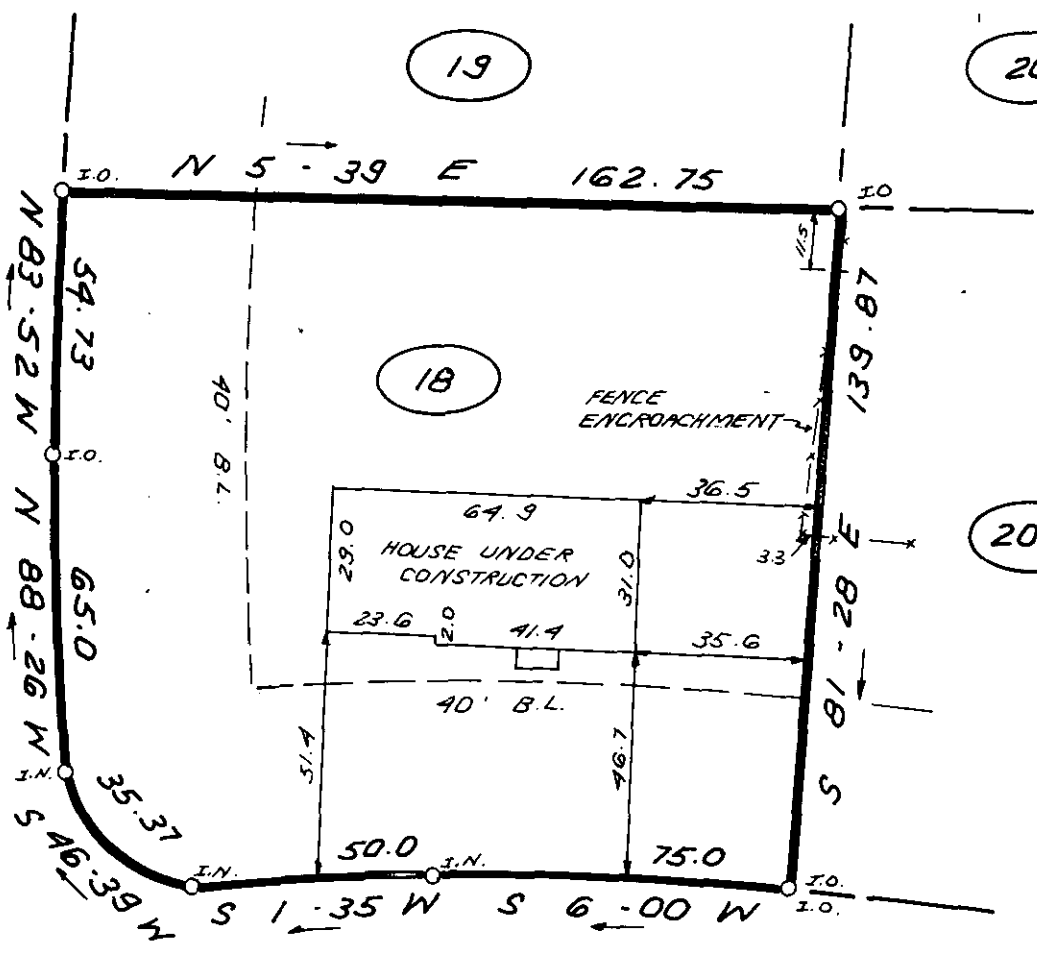 19
20
I.O.
N 5 - 39 E 162.75
I.O
11.5
N 83 - 52 W
54.73
139.87
18
40' B.L.
FENCE
ENCROACHMENT
I.O.
36.5
64.9
29.0
HOUSE UNDER
CONSTRUCTION
31.0
3.3
20
23.6
2.0
41.4
35.6
S 81 - 28 E
N 88 - 26 W
65.0
40' B.L.
51.4
46.7
I.N.
35.37
S 46 - 39 W
I.N.
50.0
I.N.
75.0
I.O.
I.O.
S 1 - 35 W
S 6 - 00 W